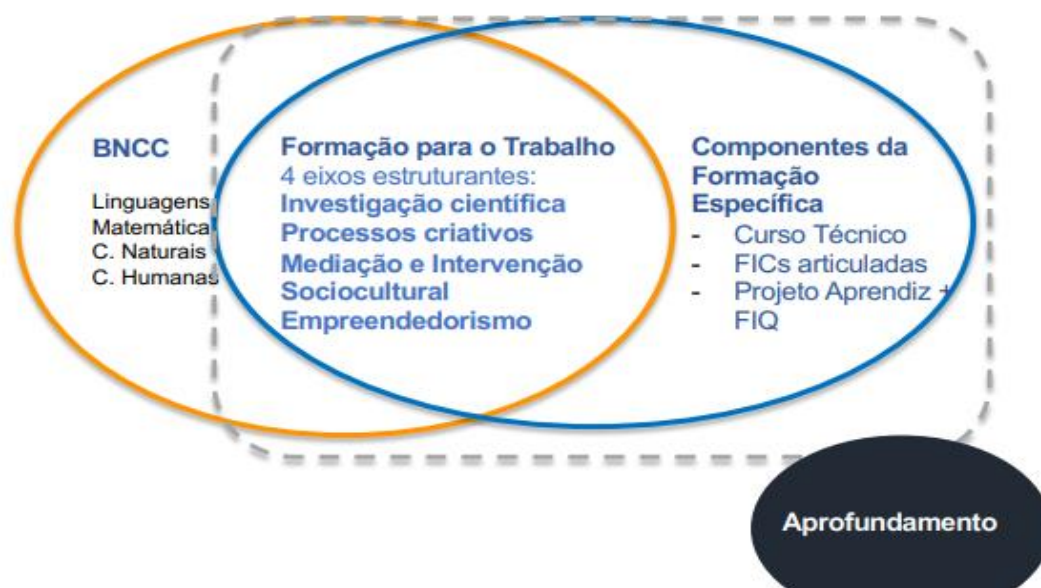 BNCC
Linguagens
Matemática
C. Naturais
C. Humanas
Formação para o Trabalho
4 eixos estruturantes:
Investigação científica
Processos criativos
Mediação e Intervenção
Sociocultural
Empreendedorismo
Componentes da
Formação
Específica
- Curso Técnico
- FICs articuladas
- Projeto Aprendiz +
FIQ
Aprofundamento